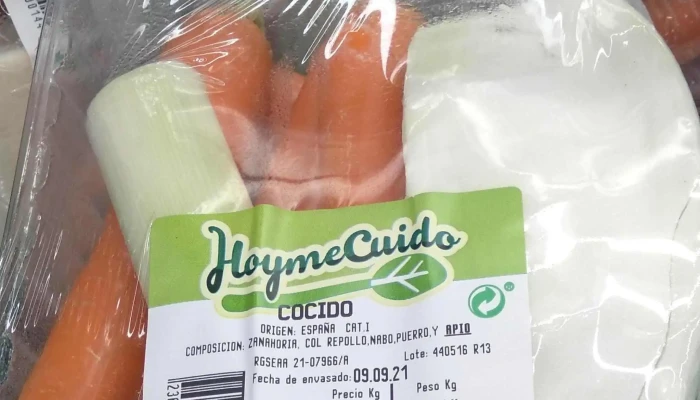 HoymeCuido
COCIDO
ORIGEN: ESPAÑA CAT.I
COMPOSICION: ZANAHORIA, COL REPOLLO,NABO,PUERRO,Y APIO
RGSEAA 21-07966/A Lote: 440516 R13
Fecha de envasado: 09.09.21
Precio Kg Peso Kg